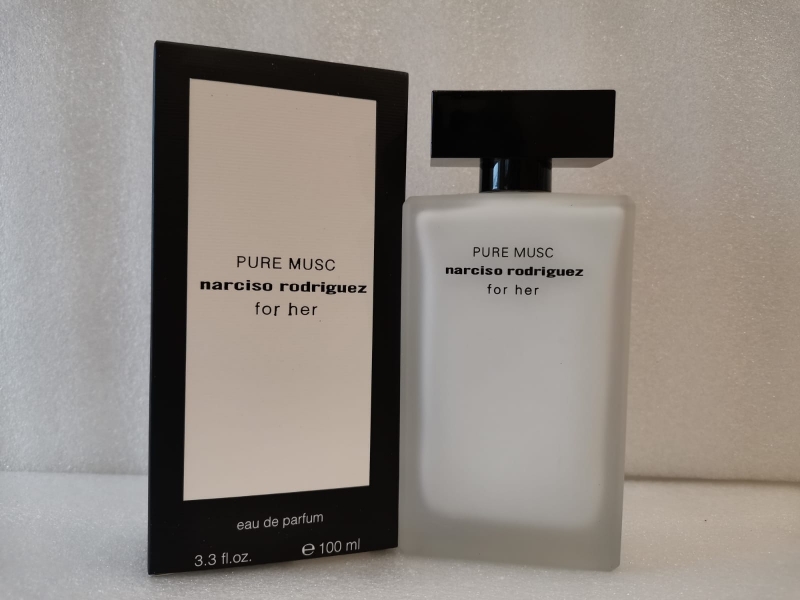 PURE MUSC
narciso rodriguez
for her
eau de parfum
3.3 fl.oz. ℮ 100 ml
PURE MUSC
narciso rodriguez
for her